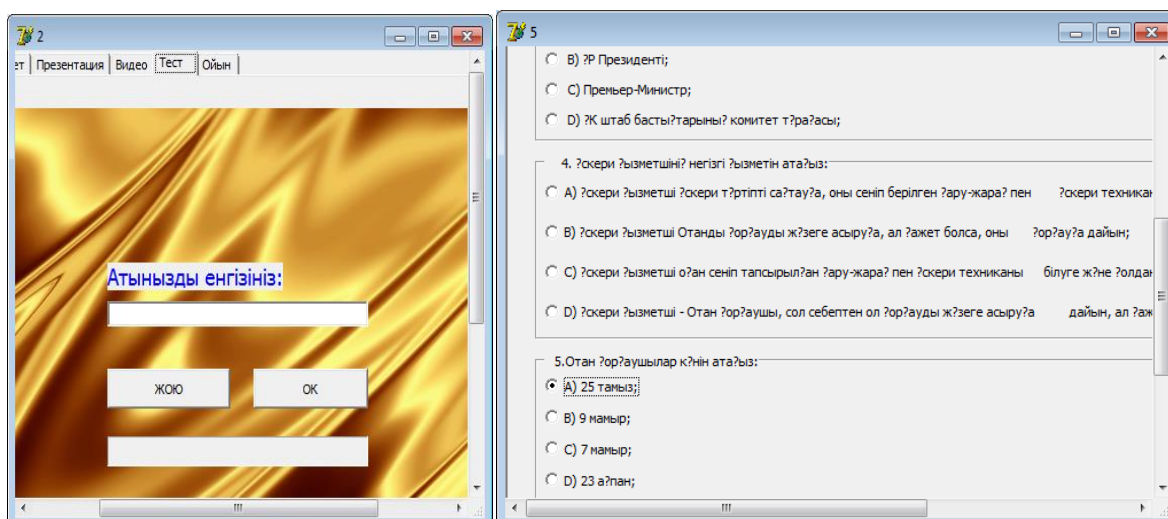 2
ет Презентация Видео Тест Ойын
Атынызды енгізініз:
ЖОЮ
ОК
5
B) ?Р Президенті;
C) Премьер-Министр;
D) ?К штаб басты?тарыны? комитет т?ра?асы;
4. ?скери ?ызметшіні? негізгі ?ызметін ата?ыз:
A) ?скери ?ызметші ?скери т?ртіпті са?тау?а, оны сеніп берілген ?ару-жара? пен ?скери техникан
B) ?скери ?ызметші Отанды ?ор?ауды ж?зеге асыру?а, ал ?ажет болса, оны ?ор?ау?а дайын;
C) ?скери ?ызметші о?ан сеніп тапсырыл?ан ?ару-жара? пен ?скери техниканы білуге ж?не ?олдан
D) ?скери ?ызметші - Отан ?ор?аушы, сол себептен ол ?ор?ауды ж?зеге асыру?а дайын, ал ?аж
5.Отан ?ор?аушылар к?нін ата?ыз:
A) 25 тамыз;
B) 9 мамыр;
C) 7 мамыр;
D) 23 а?пан;